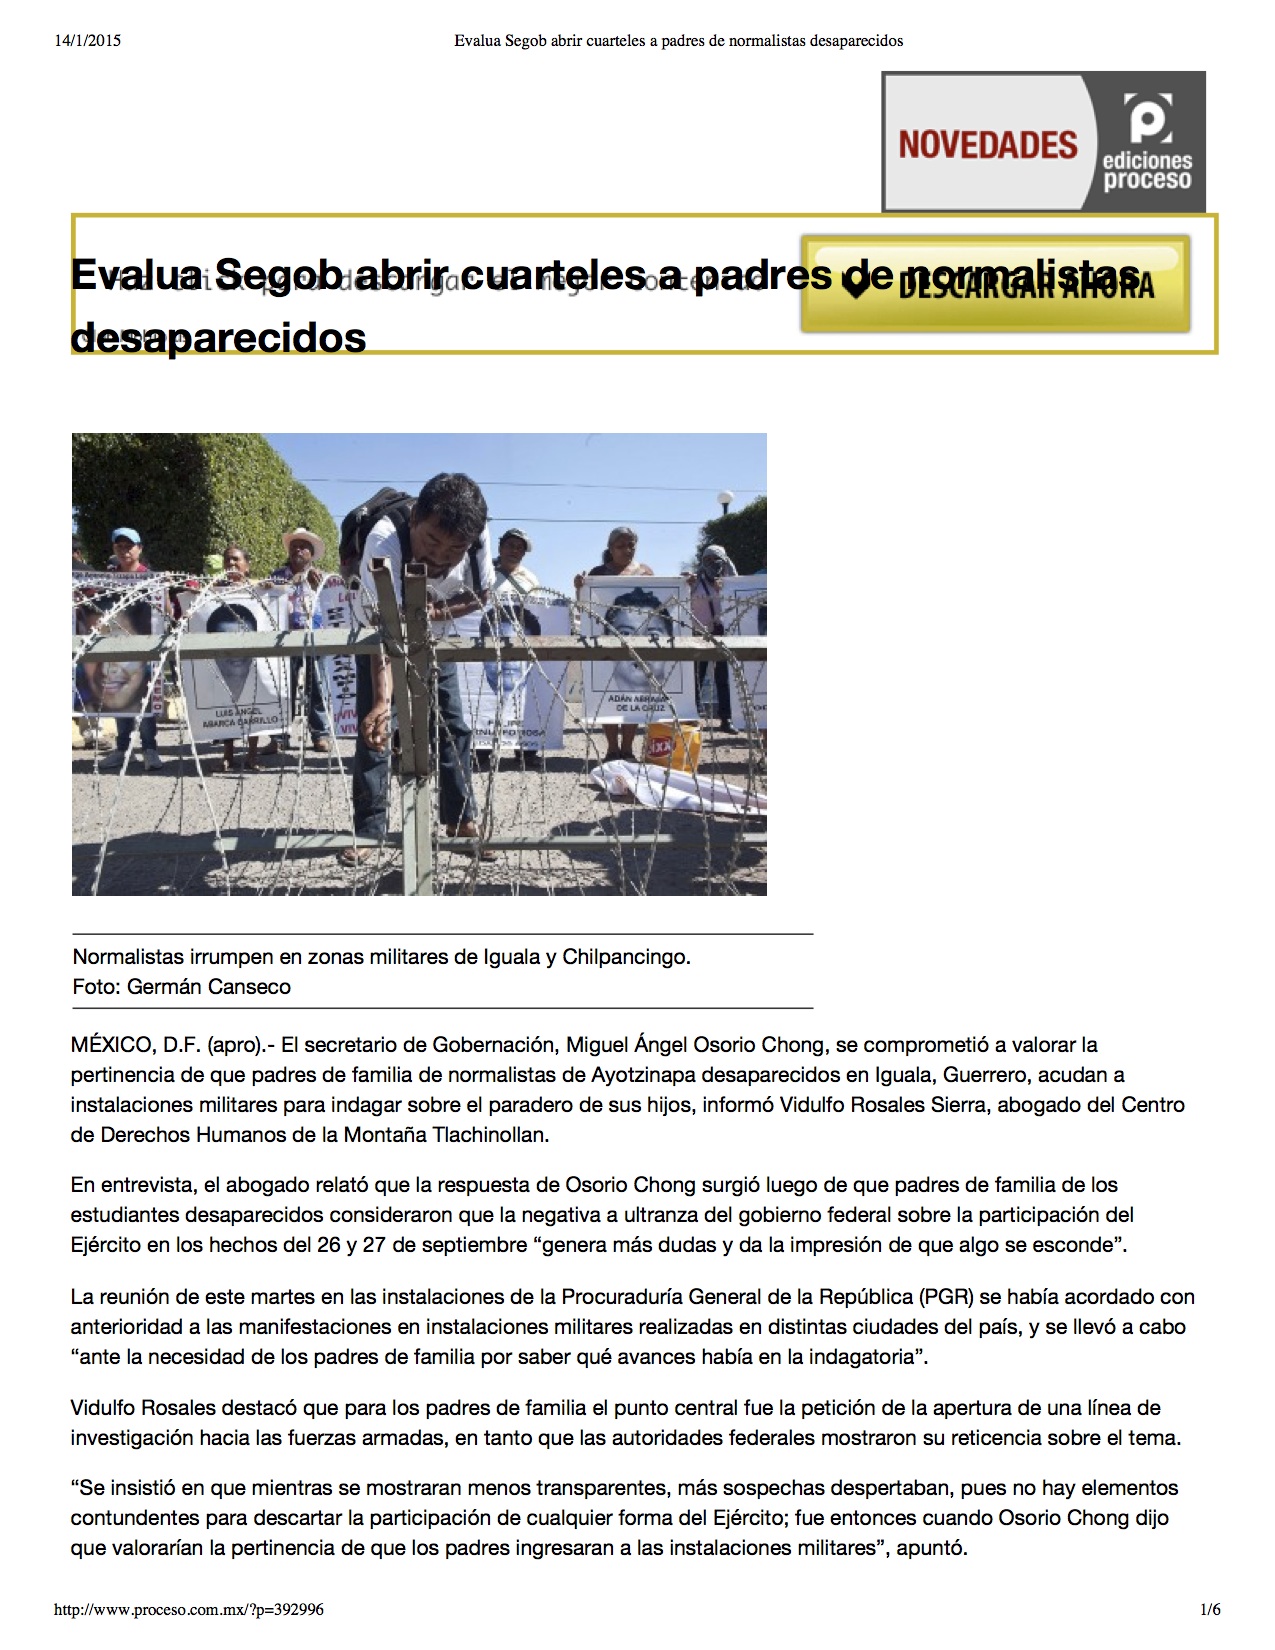 14/1/2015
Evalua Segob abrir cuarteles a padres de normalistas desaparecidos
NOVEDADES
ediciones
proceso
Evalua Segob abrir cuarteles a padres de normalistas
Haz click para descargar el mejor contenido
DESCARGAR AHORA
desaparecidos
LUIS ÁNGEL
ABARCA CARRILLO
ADÁN ABRAJÁN
DE LA CRUZ
Normalistas irrumpen en zonas militares de Iguala y Chilpancingo.
Foto: Germán Canseco
MÉXICO, D.F. (apro).- El secretario de Gobernación, Miguel Ángel Osorio Chong, se comprometió a valorar la
pertinencia de que padres de familia de normalistas de Ayotzinapa desaparecidos en Iguala, Guerrero, acudan a
instalaciones militares para indagar sobre el paradero de sus hijos, informó Vidulfo Rosales Sierra, abogado del Centro
de Derechos Humanos de la Montaña Tlachinollan.
En entrevista, el abogado relató que la respuesta de Osorio Chong surgió luego de que padres de familia de los
estudiantes desaparecidos consideraron que la negativa a ultranza del gobierno federal sobre la participación del
Ejército en los hechos del 26 y 27 de septiembre “genera más dudas y da la impresión de que algo se esconde”.
La reunión de este martes en las instalaciones de la Procuraduría General de la República (PGR) se había acordado con
anterioridad a las manifestaciones en instalaciones militares realizadas en distintas ciudades del país, y se llevó a cabo
“ante la necesidad de los padres de familia por saber qué avances había en la indagatoria”.
Vidulfo Rosales destacó que para los padres de familia el punto central fue la petición de la apertura de una línea de
investigación hacia las fuerzas armadas, en tanto que las autoridades federales mostraron su reticencia sobre el tema.
“Se insistió en que mientras se mostraran menos transparentes, más sospechas despertaban, pues no hay elementos
contundentes para descartar la participación de cualquier forma del Ejército; fue entonces cuando Osorio Chong dijo
que valorarían la pertinencia de que los padres ingresaran a las instalaciones militares”, apuntó.
http://www.proceso.com.mx/?p=392996
1/6